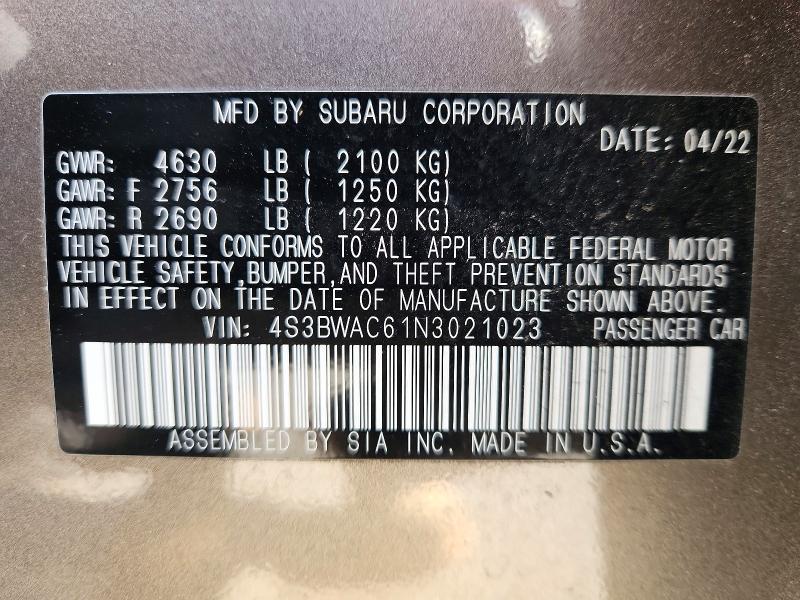 MFD BY SUBARU CORPORATION
DATE: 04/22
GVWR: 4630 LB ( 2100 KG)
GAWR: F 2756 LB ( 1250 KG)
GAWR: R 2690 LB ( 1220 KG)
THIS VEHICLE CONFORMS TO ALL APPLICABLE FEDERAL MOTOR
VEHICLE SAFETY,BUMPER,AND THEFT PREVENTION STANDARDS
IN EFFECT ON THE DATE OF MANUFACTURE SHOWN ABOVE.
VIN: 4S3BWAC61N3021023 PASSENGER CAR
ASSEMBLED BY SIA INC. MADE IN U.S.A.